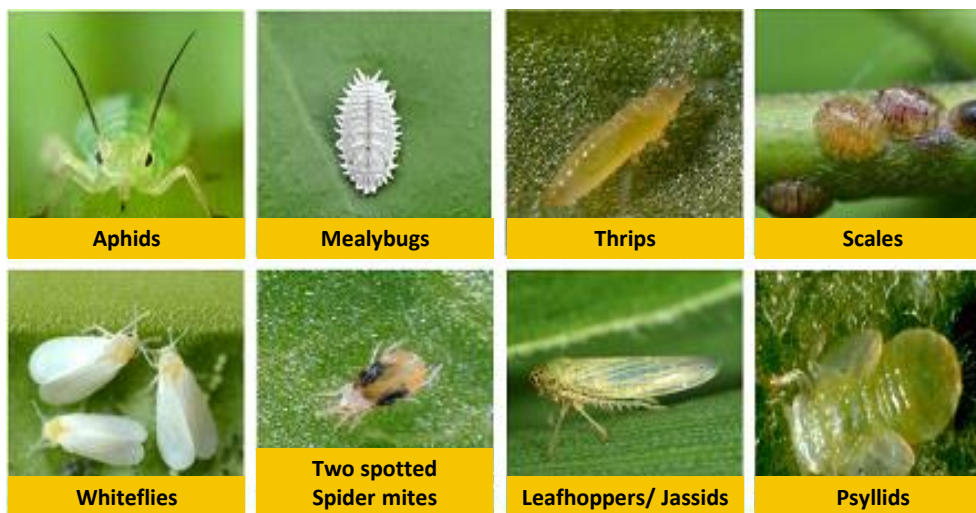 Aphids
Mealybugs
Thrips
Scales
Whiteflies
Two spotted
Spider mites
Leafhoppers/ Jassids
Psyllids